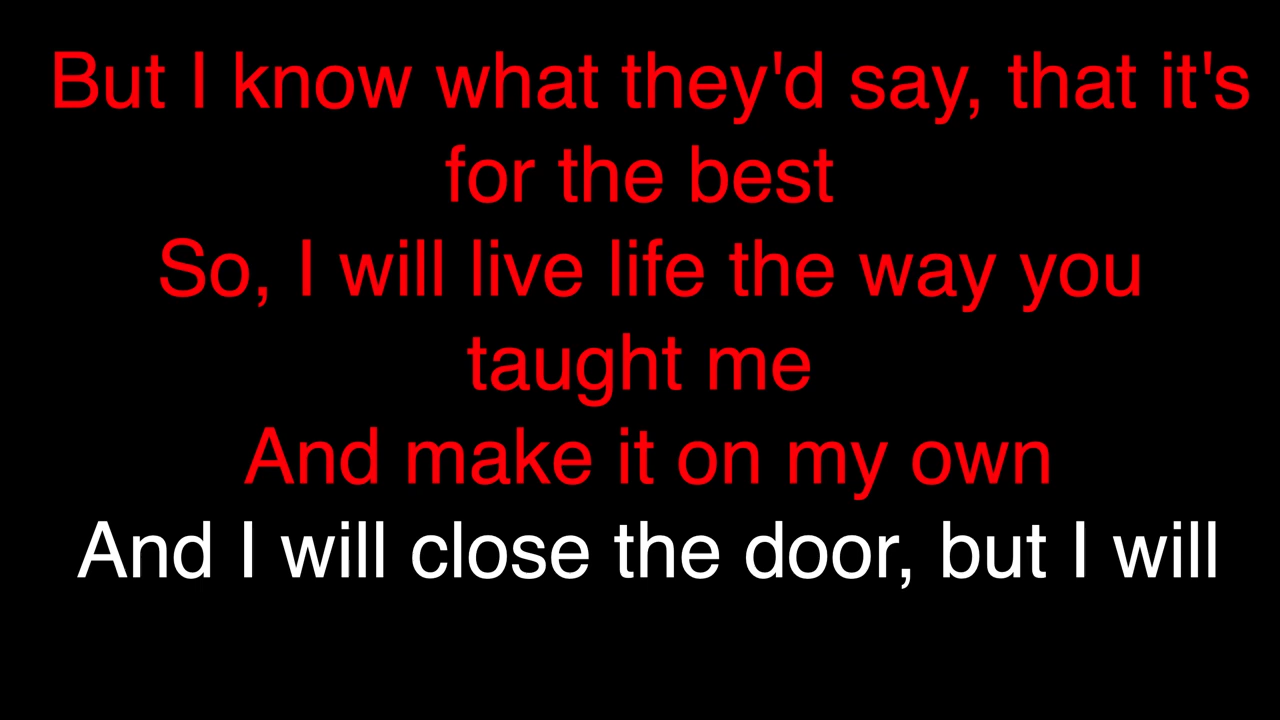 But I know what they'd say, that it's
for the best
So, I will live life the way you
taught me
And make it on my own
And I will close the door, but I will